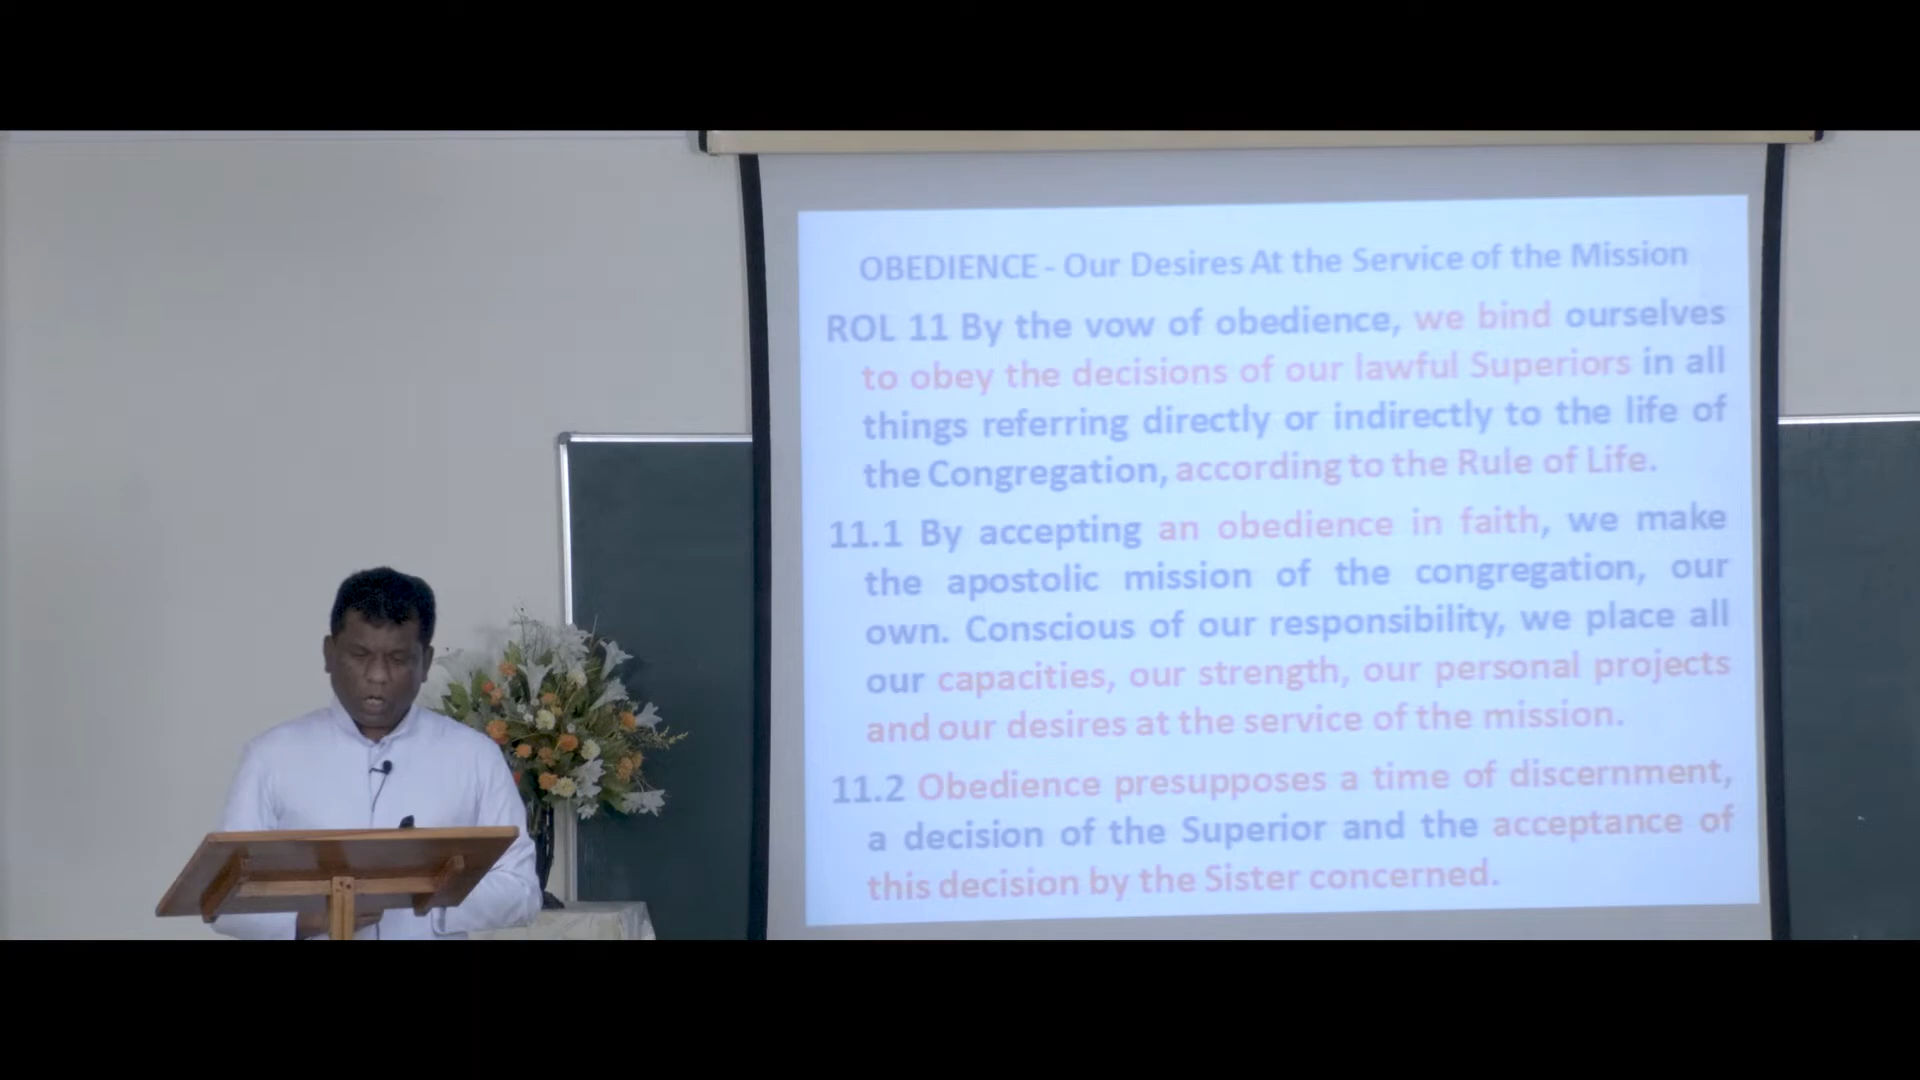 OBEDIENCE - Our Desires At the Service of the Mission
ROL 11 By the vow of obedience, we bind ourselves
to obey the decisions of our lawful Superiors in all
things referring directly or indirectly to the life of
the Congregation, according to the Rule of Life.
11.1 By accepting an obedience in faith, we make
the apostolic mission of the congregation, our
own. Conscious of our responsibility, we place all
our capacities, our strength, our personal projects
and our desires at the service of the mission.
11.2 Obedience presupposes a time of discernment,
a decision of the Superior and the acceptance of
this decision by the Sister concerned.